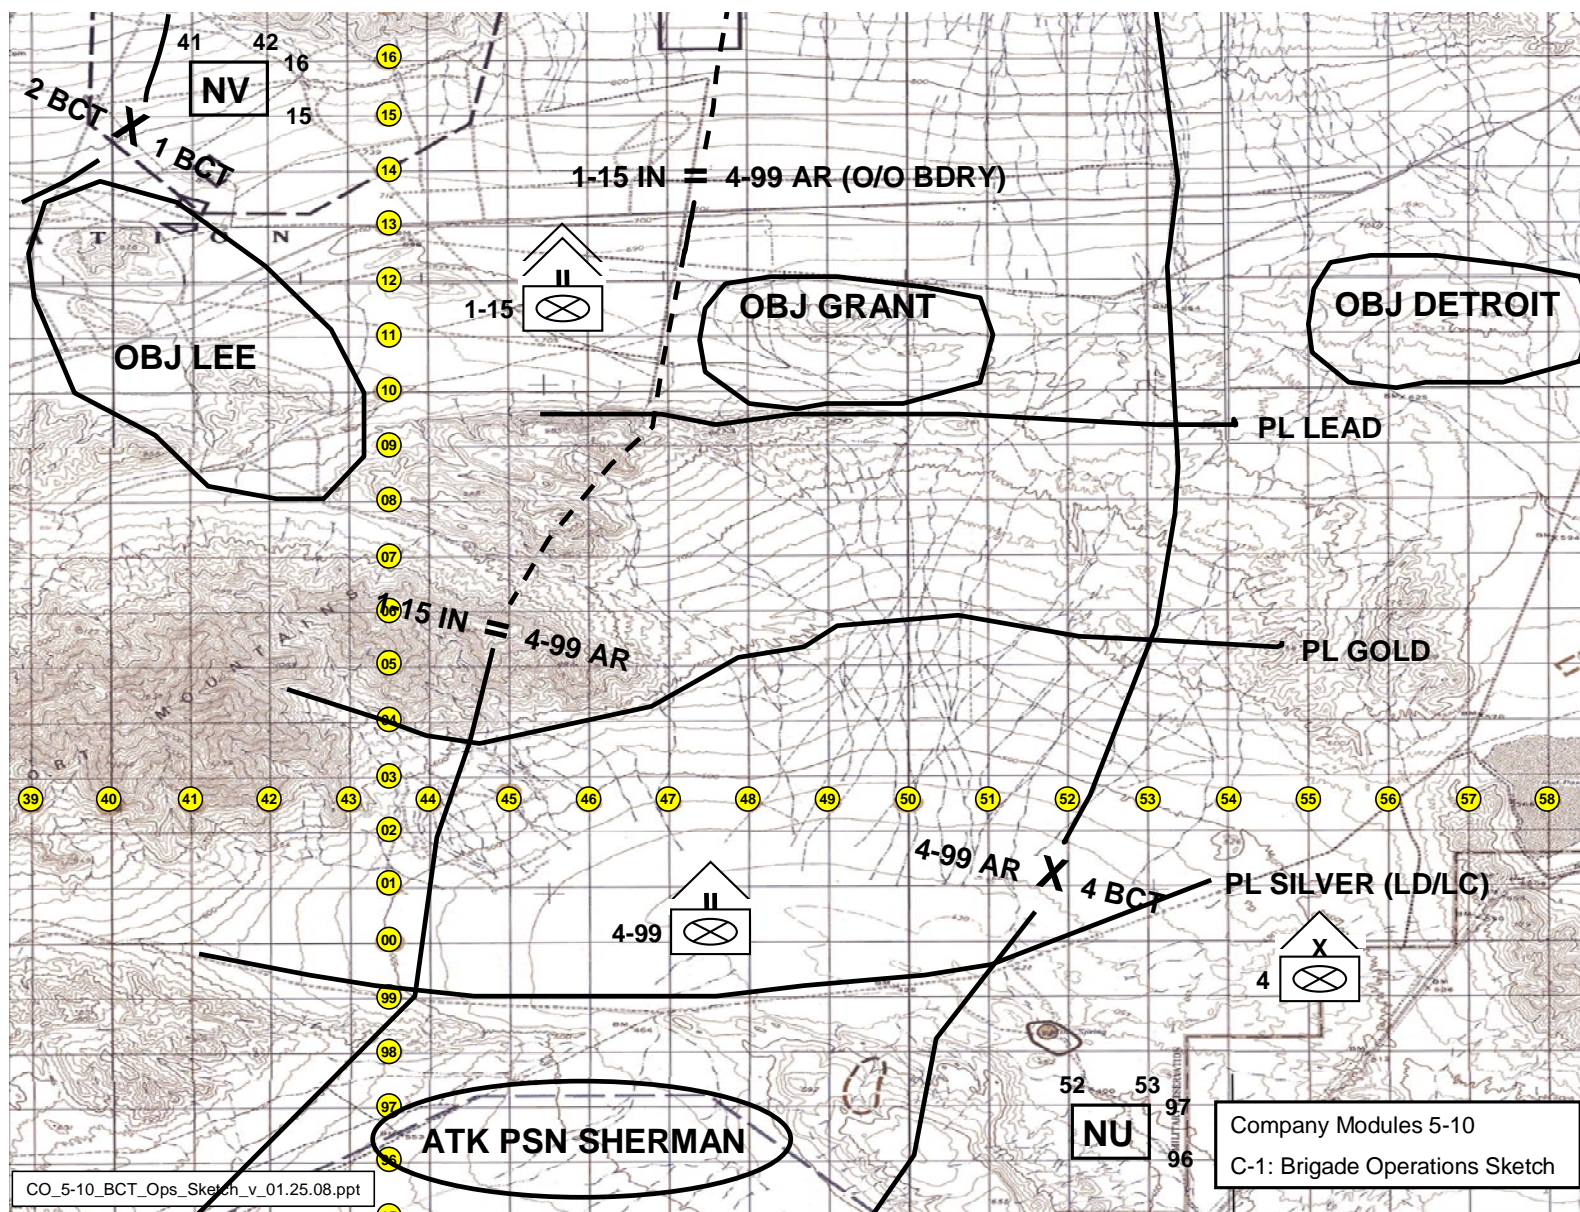 41 42
16
NV
15
2 BCT X 1 BCT
16
15
14
13
12
11
10
09
08
07
06
05
04
03
02
01
00
99
98
97
96
1-15 IN = 4-99 AR (O/O BDRY)
A T I O N
II
1-15
OBJ GRANT
OBJ DETROIT
OBJ LEE
PL LEAD
1-15 IN = 4-99 AR
PL GOLD
M O U N T A I N S
39 40 41 42 43 44 45 46 47 48 49 50 51 52 53 54 55 56 57 58
4-99 AR X 4 BCT
PL SILVER (LD/LC)
II
4-99
X
4
52 53
97
NU
96
MILITARY RESERVATION
ATK PSN SHERMAN
Company Modules 5-10
C-1: Brigade Operations Sketch
CO_5-10_BCT_Ops_Sketch_v_01.25.08.ppt